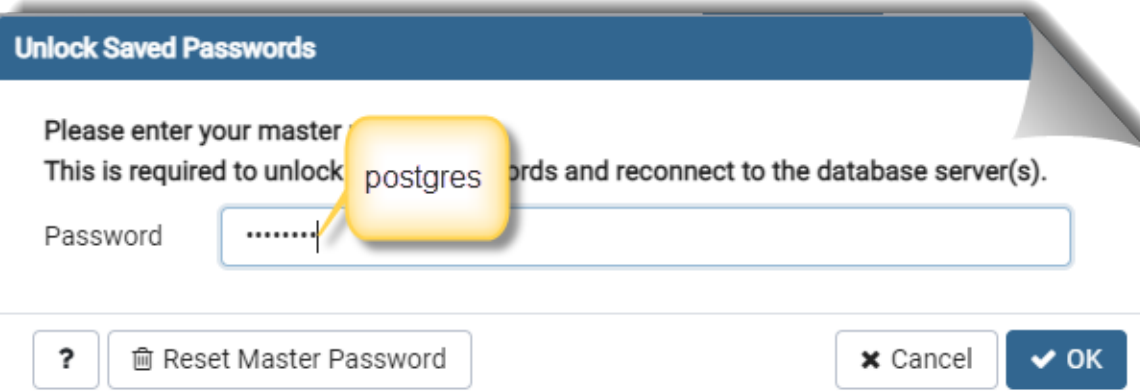 Unlock Saved Passwords
Please enter your master
This is required to unlock ords and reconnect to the database server(s).
postgres
Password ········
? Reset Master Password Cancel OK